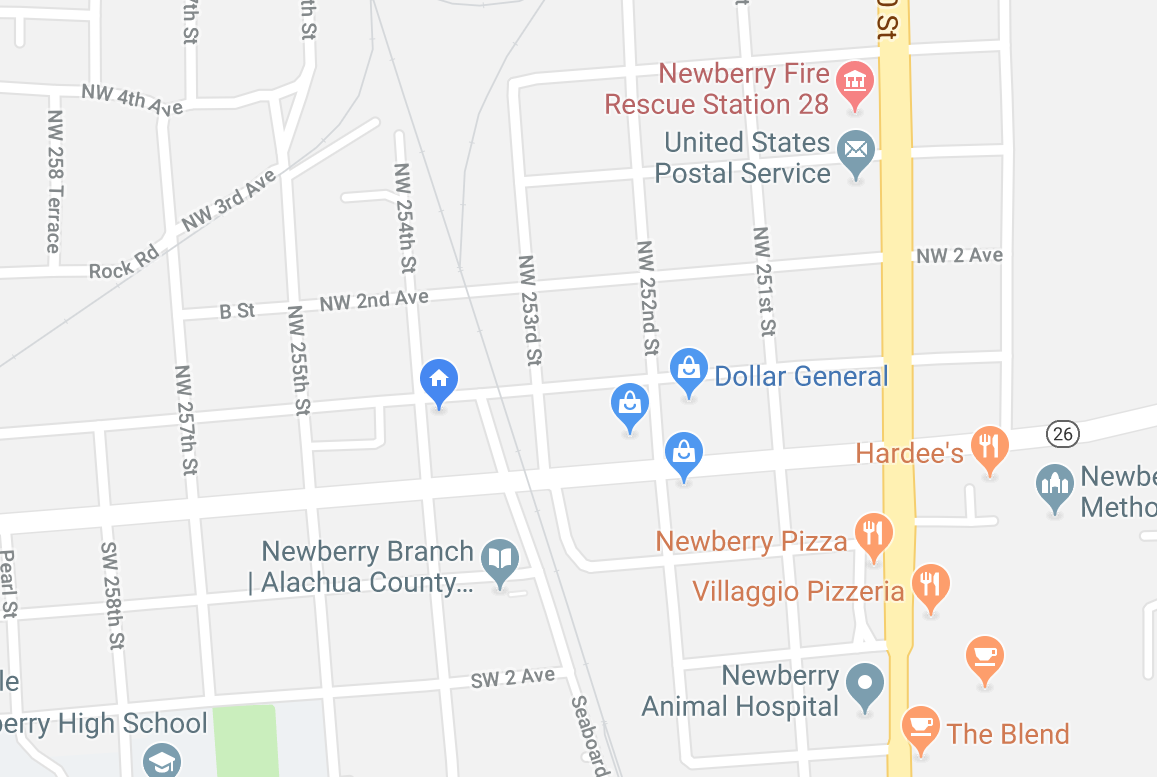 7th St
th St
t
0 St
Newberry Fire
Rescue Station 28
NW 4th Ave
NW 258 Terrace
United States
Postal Service
NW 3rd Ave
NW 254th St
Rock Rd
NW 253rd St
NW 252nd St
NW 251st St
NW 2 Ave
B St
NW 2nd Ave
NW 255th St
NW 257th St
Dollar General
26
Hardee's
Newbe
Metho
Newberry Branch
| Alachua County...
Newberry Pizza
Villaggio Pizzeria
Pearl St
SW 258th St
SW 2 Ave
Newberry
Animal Hospital
le
berry High School
Seaboard
The Blend